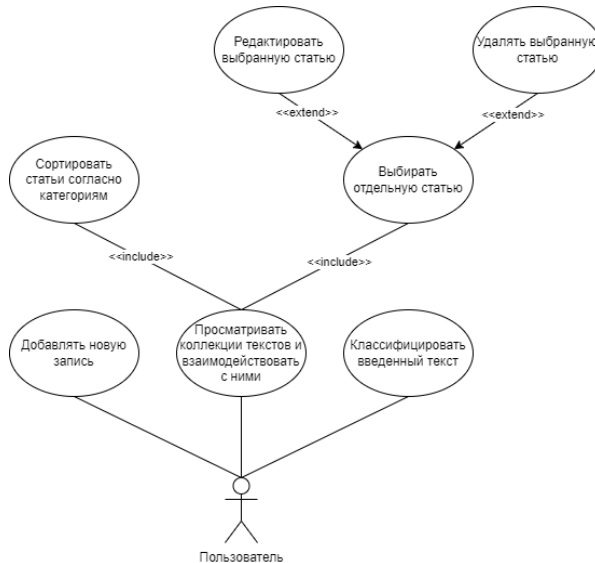 Редактировать
выбранную статью
Удалять выбранную
статью
<<extend>>
<<extend>>
Сортировать
статьи согласно
категориям
Выбирать
отдельную статью
<<include>>
<<include>>
Добавлять новую
запись
Просматривать
коллекции текстов и
взаимодействовать
с ними
Классифицировать
введенный текст
Пользователь